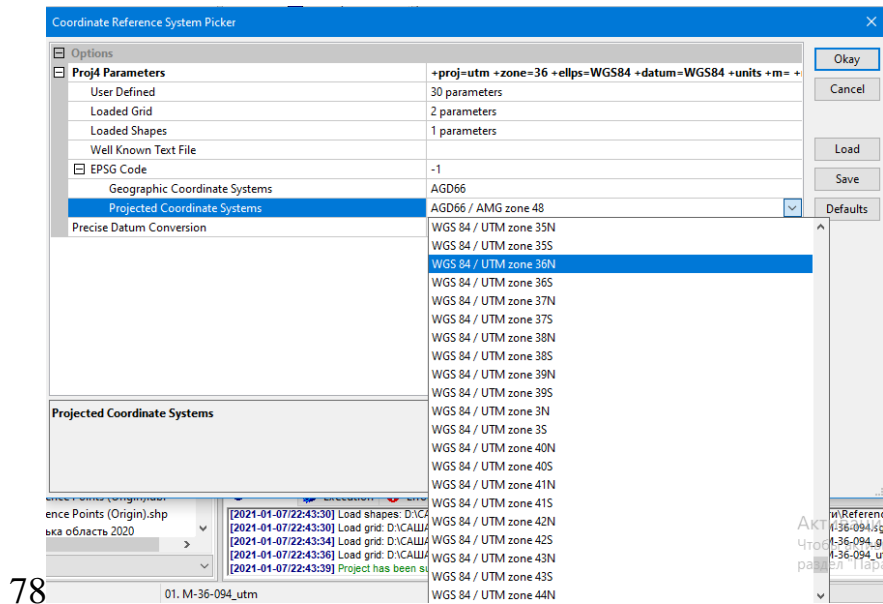 Coordinate Reference System Picker
Options
Proj4 Parameters +proj=utm +zone=36 +ellps=WGS84 +datum=WGS84 +units +m=
User Defined 30 parameters
Loaded Grid 2 parameters
Loaded Shapes 1 parameters
Well Known Text File
EPSG Code -1
Geographic Coordinate Systems AGD66
Projected Coordinate Systems AGD66 / AMG zone 48
Precise Datum Conversion
Okay
Cancel
Load
Save
Defaults
WGS 84 / UTM zone 35N
WGS 84 / UTM zone 35S
WGS 84 / UTM zone 36N
WGS 84 / UTM zone 36S
WGS 84 / UTM zone 37N
WGS 84 / UTM zone 37S
WGS 84 / UTM zone 38N
WGS 84 / UTM zone 38S
WGS 84 / UTM zone 39N
WGS 84 / UTM zone 39S
WGS 84 / UTM zone 3N
WGS 84 / UTM zone 3S
WGS 84 / UTM zone 40N
WGS 84 / UTM zone 40S
WGS 84 / UTM zone 41N
WGS 84 / UTM zone 41S
WGS 84 / UTM zone 42N
WGS 84 / UTM zone 42S
WGS 84 / UTM zone 43N
WGS 84 / UTM zone 43S
WGS 84 / UTM zone 44N
Projected Coordinate Systems
ence Points (Origin).shp
ька область 2020
[2021-01-07/22:43:30] Load shapes: D:\
[2021-01-07/22:43:30] Load grid: D:\САША
[2021-01-07/22:43:34] Load grid: D:\САША
[2021-01-07/22:43:36] Load grid: D:\САША
[2021-01-07/22:43:39] Project has been
78
01. M-36-094_utm